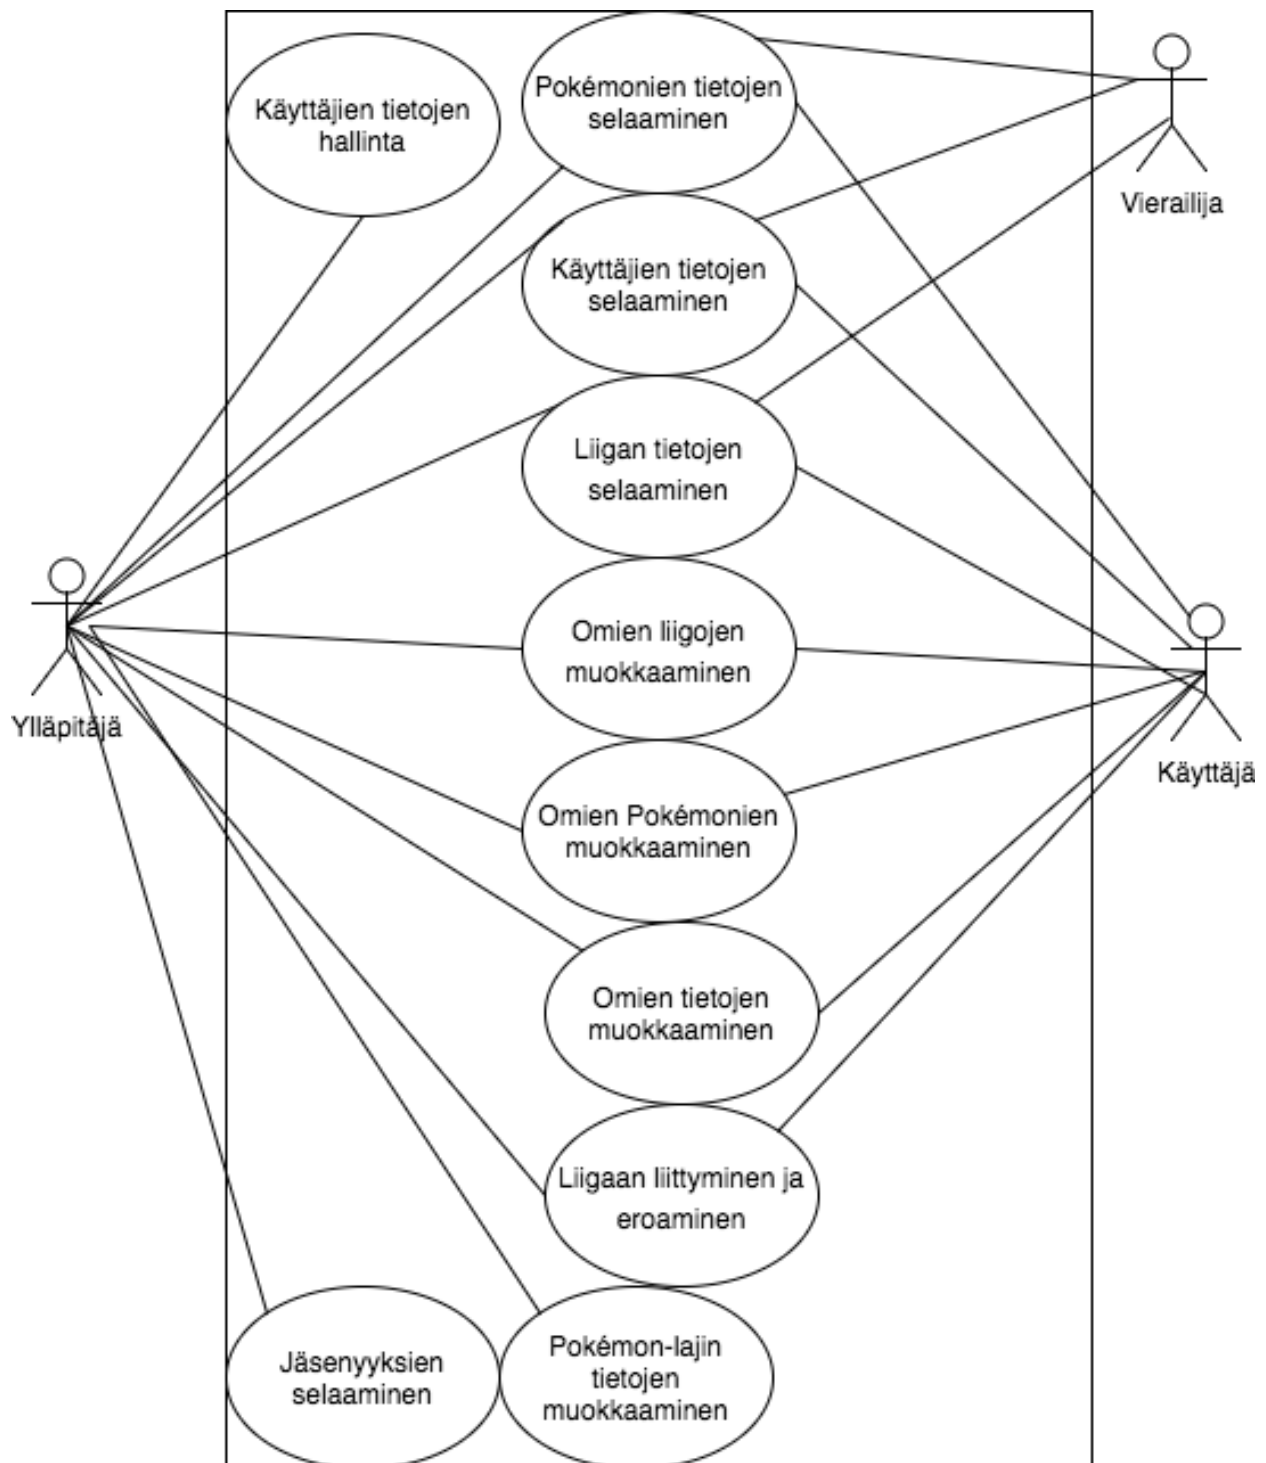 Käyttäjien tietojen
hallinta
Pokémonien tietojen
selaaminen
Vierailija
Käyttäjien tietojen
selaaminen
Liigan tietojen
selaaminen
Omien liigojen
muokkaaminen
Ylläpitäjä
Käyttäjä
Omien Pokémonien
muokkaaminen
Omien tietojen
muokkaaminen
Liigaan liittyminen ja
eroaminen
Jäsenyyksien
selaaminen
Pokémon-lajin
tietojen
muokkaaminen